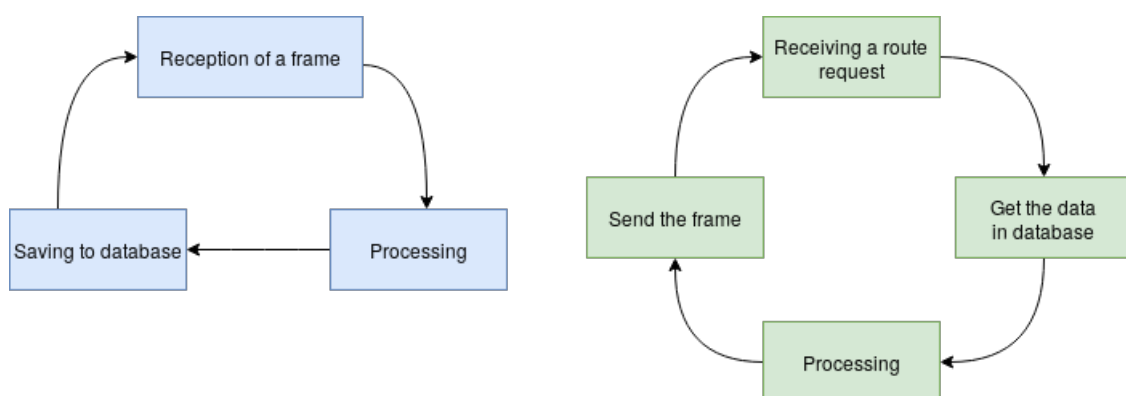 Reception of a frame
Saving to database
Processing
Receiving a route
request
Send the frame
Get the data
in database
Processing